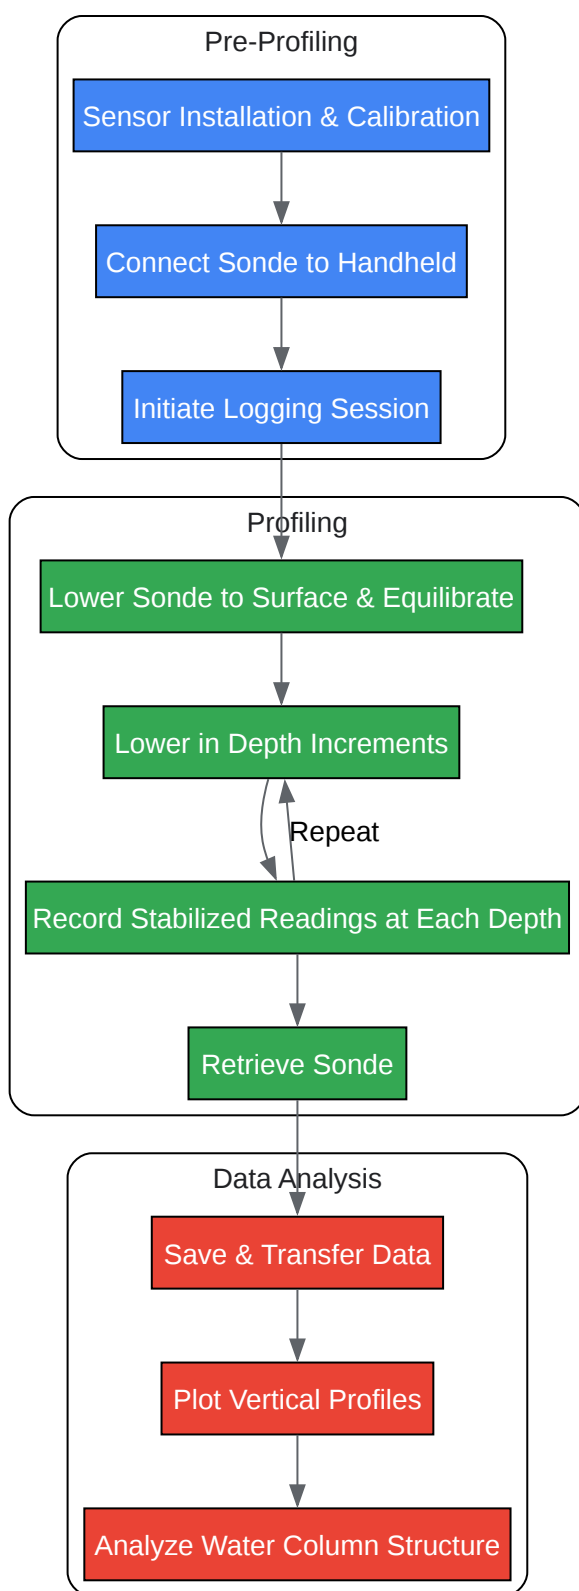 Pre-Profiling
Sensor Installation & Calibration
Connect Sonde to Handheld
Initiate Logging Session
Profiling
Lower Sonde to Surface & Equilibrate
Lower in Depth Increments
Repeat
Record Stabilized Readings at Each Depth
Retrieve Sonde
Data Analysis
Save & Transfer Data
Plot Vertical Profiles
Analyze Water Column Structure